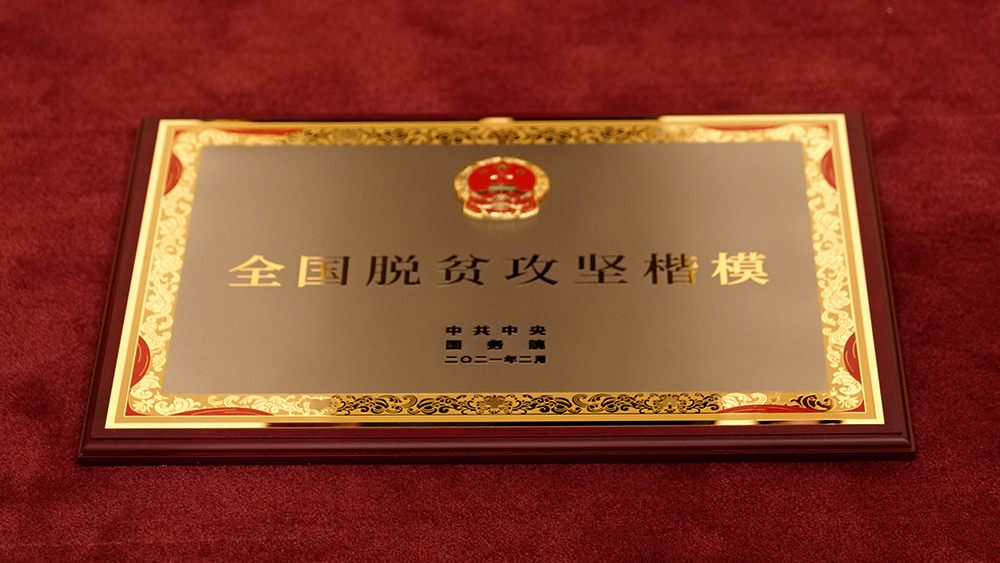 全国脱贫攻坚楷模
中共中央
国务院
二〇二一年二月